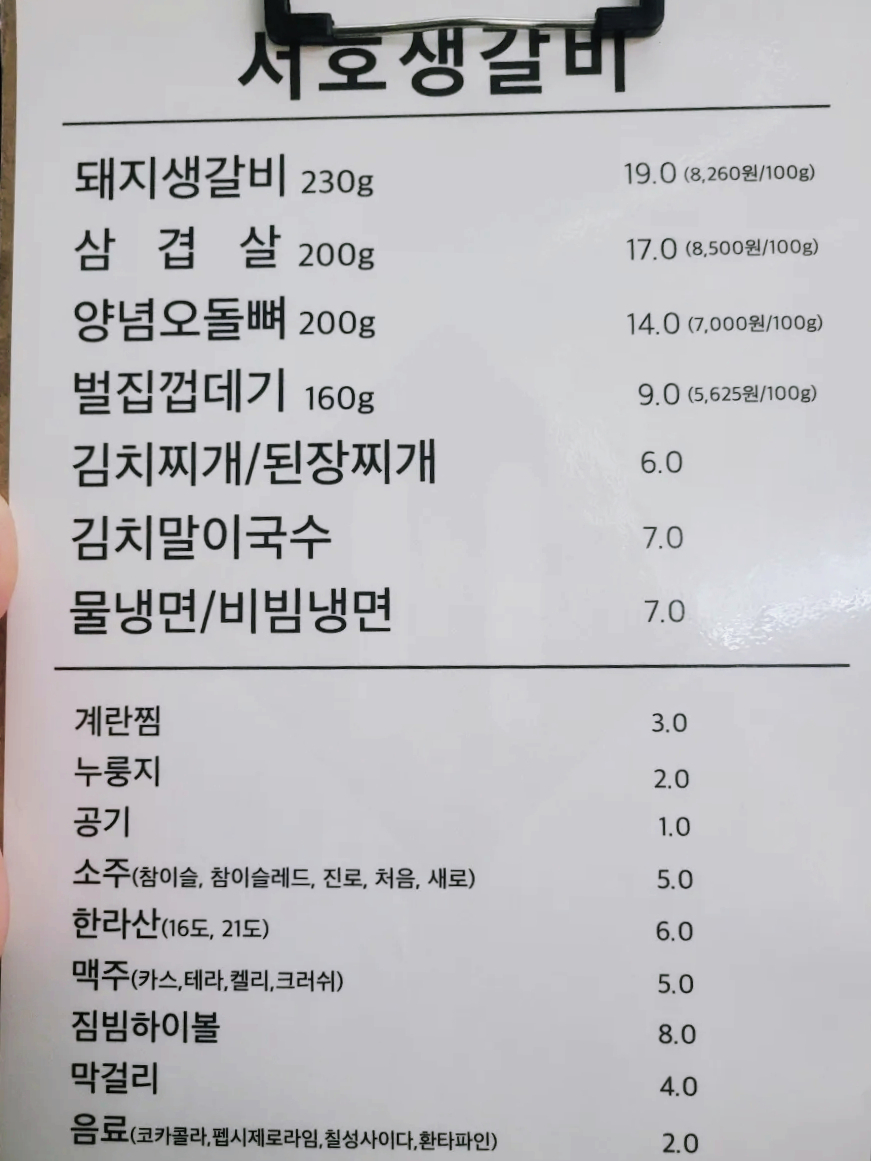 서호생갈비
돼지생갈비 230g 19.0 (8,260원/100g)
삼 겹 살 200g 17.0 (8,500원/100g)
양념오돌뼈 200g 14.0 (7,000원/100g)
벌집껍데기 160g 9.0 (5,625원/100g)
김치찌개/된장찌개 6.0
김치말이국수 7.0
물냉면/비빔냉면 7.0
계란찜 3.0
누룽지 2.0
공기 1.0
소주(참이슬, 참이슬레드, 진로, 처음, 새로) 5.0
한라산(16도, 21도) 6.0
맥주(카스,테라,켈리,크러쉬) 5.0
짐빔하이볼 8.0
막걸리 4.0
음료(코카콜라,펩시제로라임,칠성사이다,환타파인) 2.0